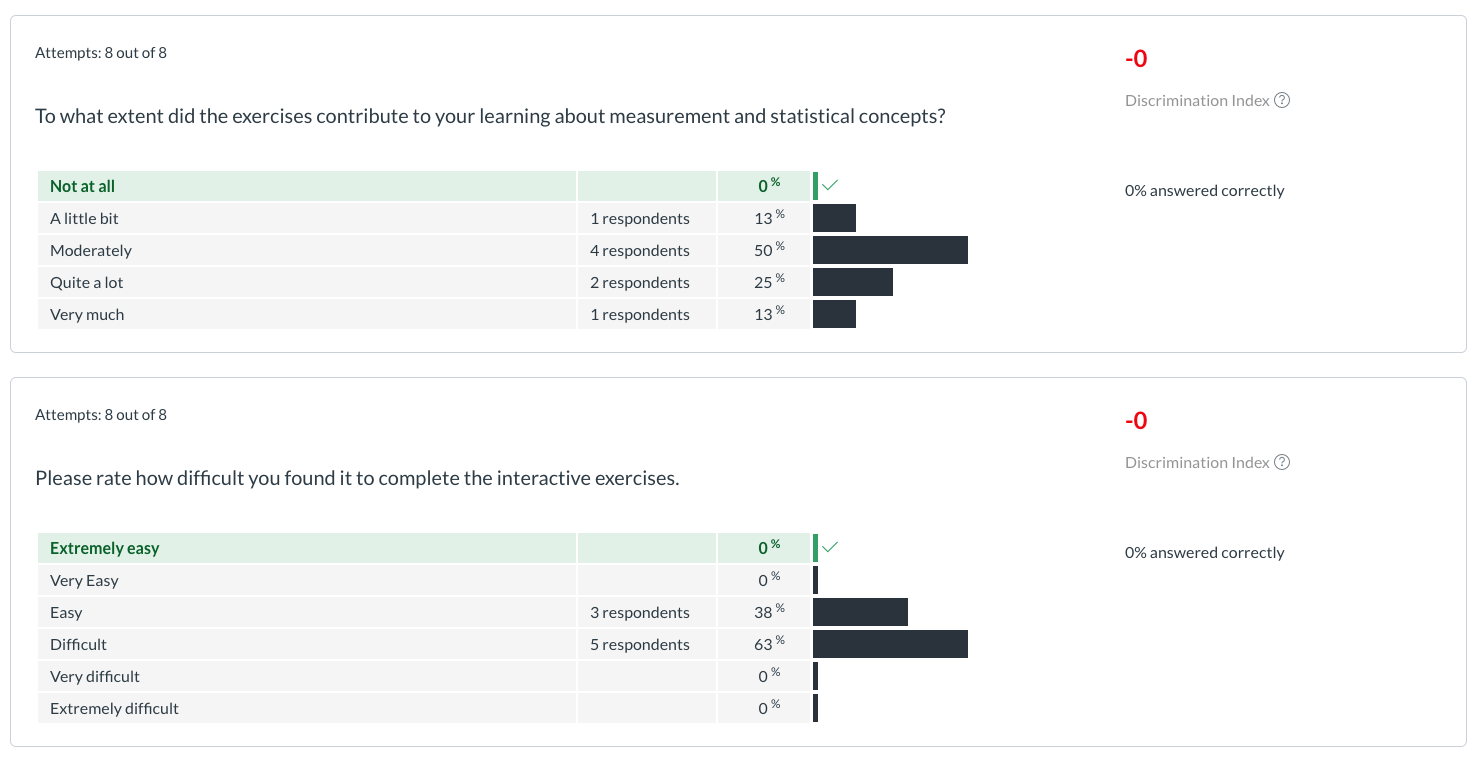 Attempts: 8 out of 8
-0
Discrimination Index ?
To what extent did the exercises contribute to your learning about measurement and statistical concepts?
Not at all 0 %
0% answered correctly
A little bit 1 respondents 13 %
Moderately 4 respondents 50 %
Quite a lot 2 respondents 25 %
Very much 1 respondents 13 %
Attempts: 8 out of 8
-0
Discrimination Index ?
Please rate how difficult you found it to complete the interactive exercises.
Extremely easy 0 %
0% answered correctly
Very Easy 0 %
Easy 3 respondents 38 %
Difficult 5 respondents 63 %
Very difficult 0 %
Extremely difficult 0 %